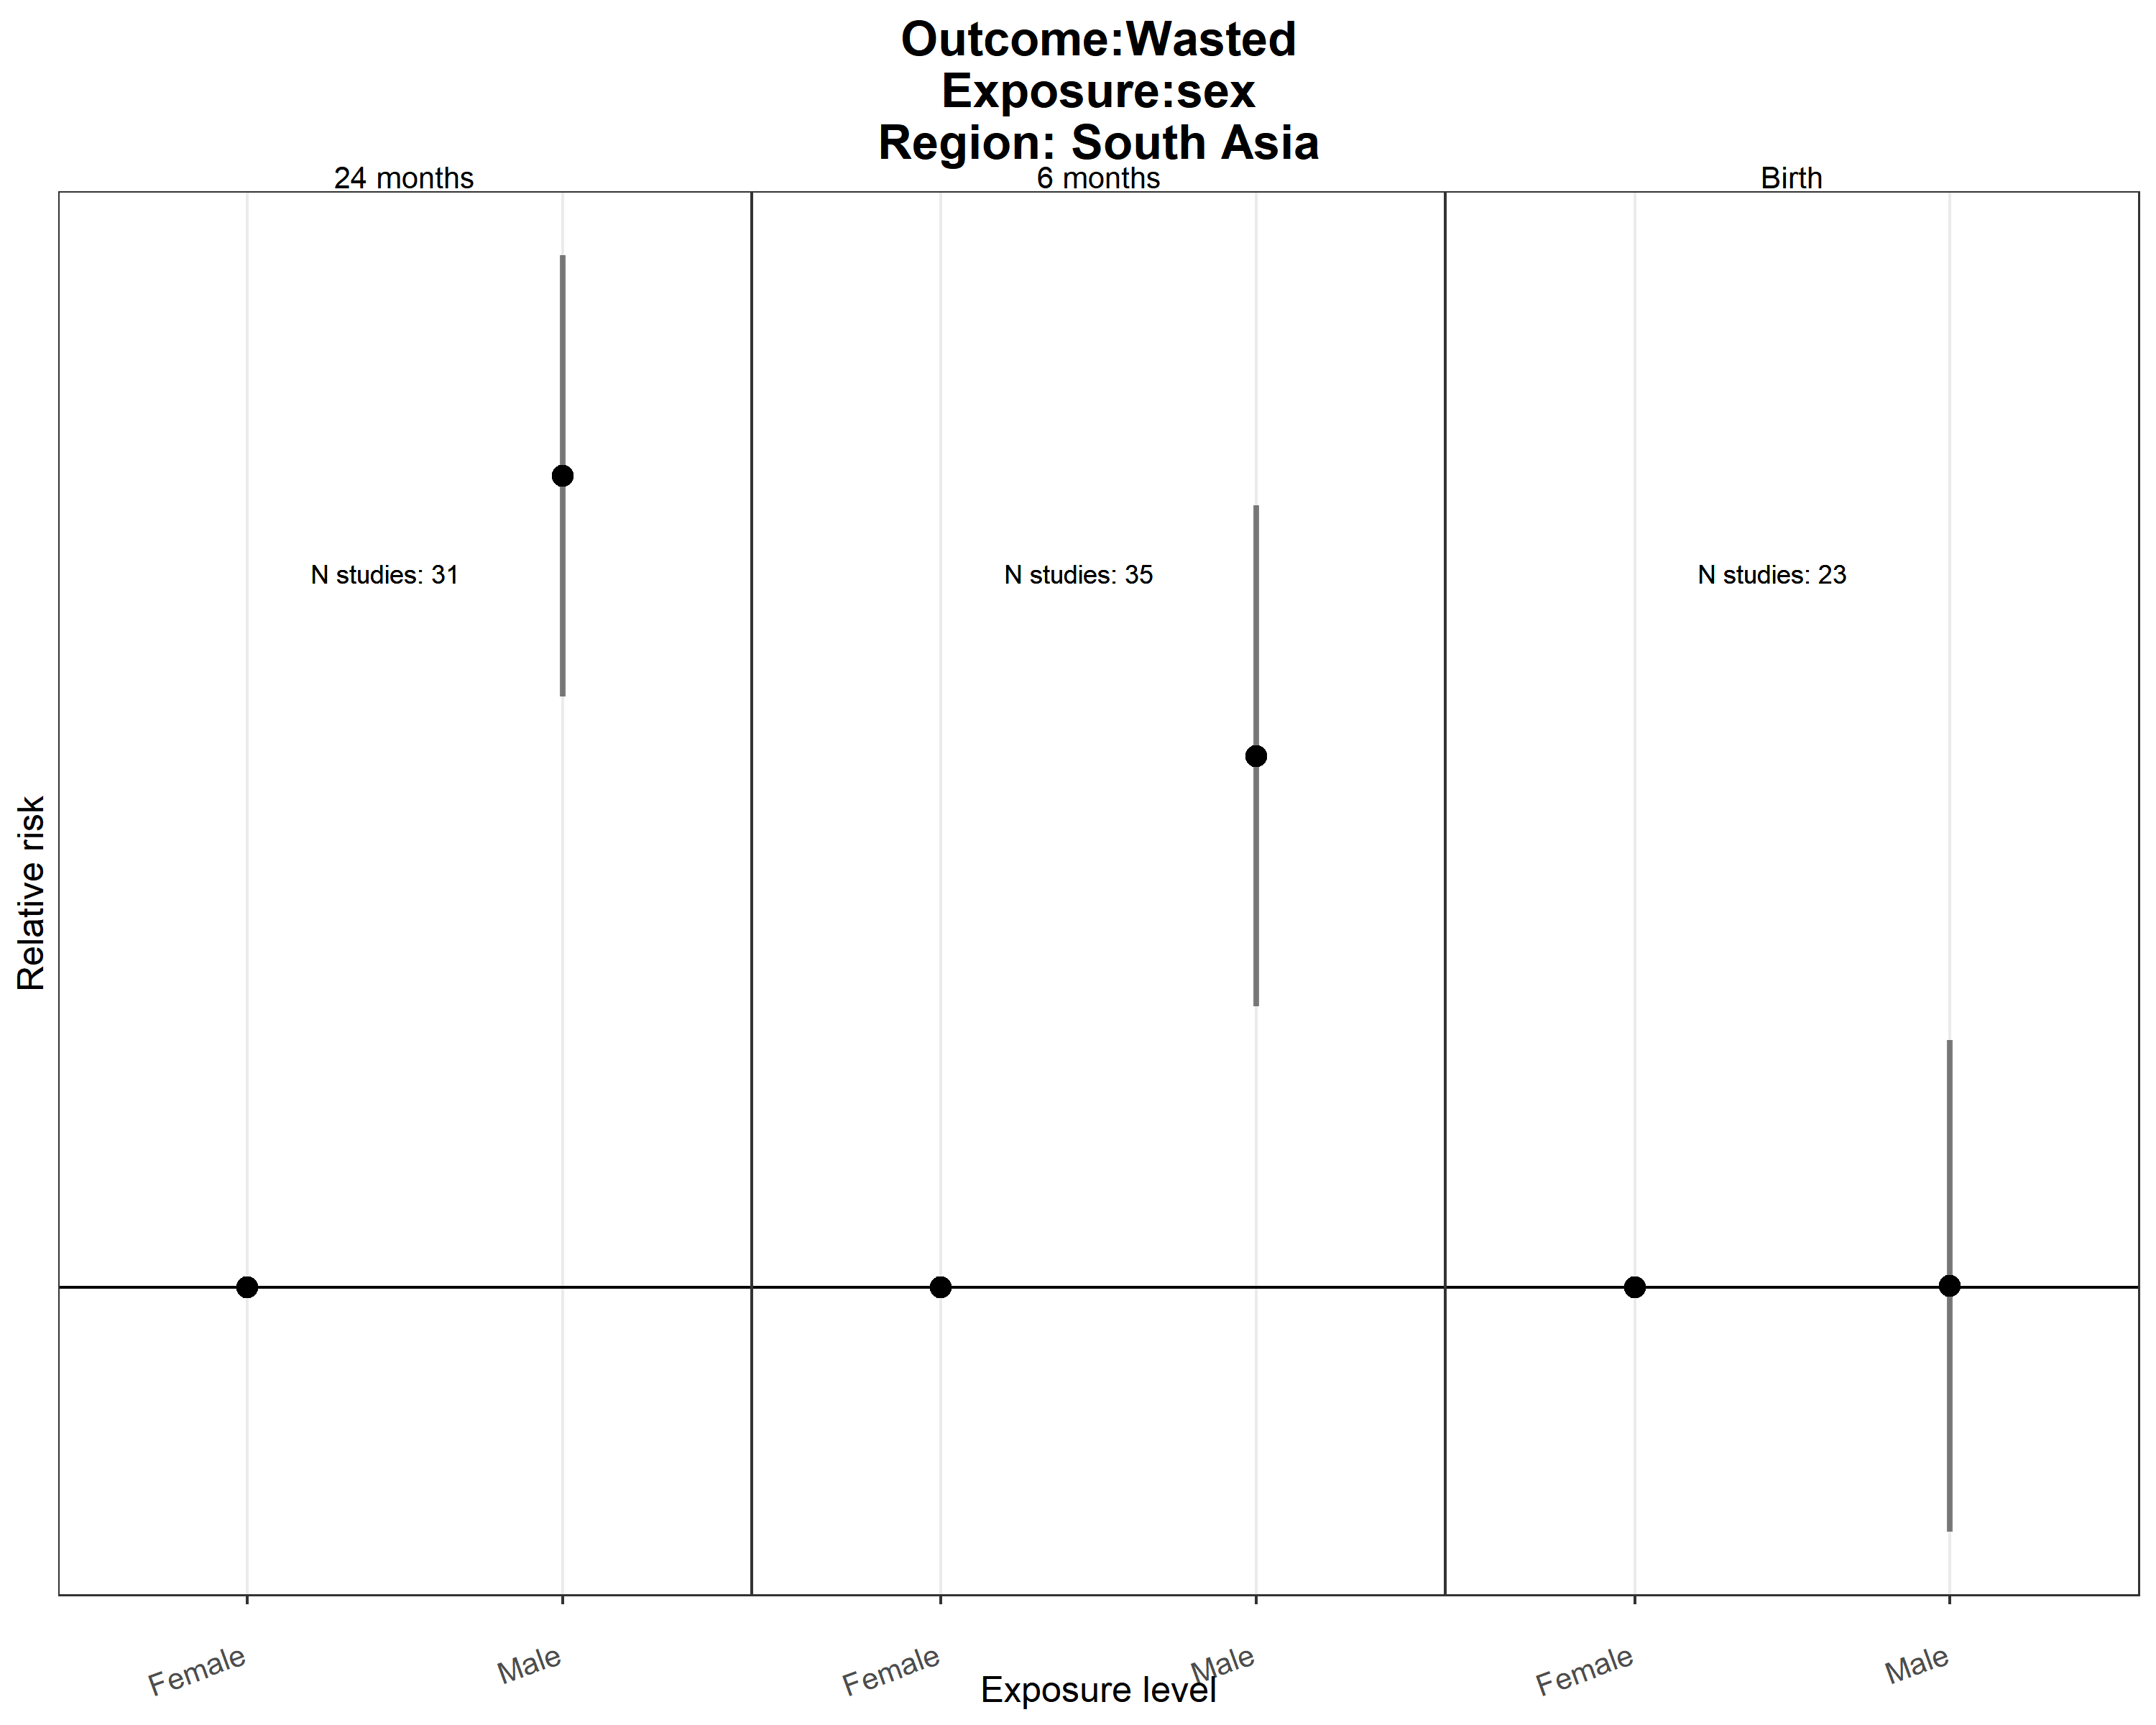 Outcome:Wasted
Exposure:sex
Region: South Asia
24 months
6 months
Birth
N studies: 31
N studies: 35
N studies: 23
Relative risk
Female
Male
Female
Male
Female
Male
Exposure level